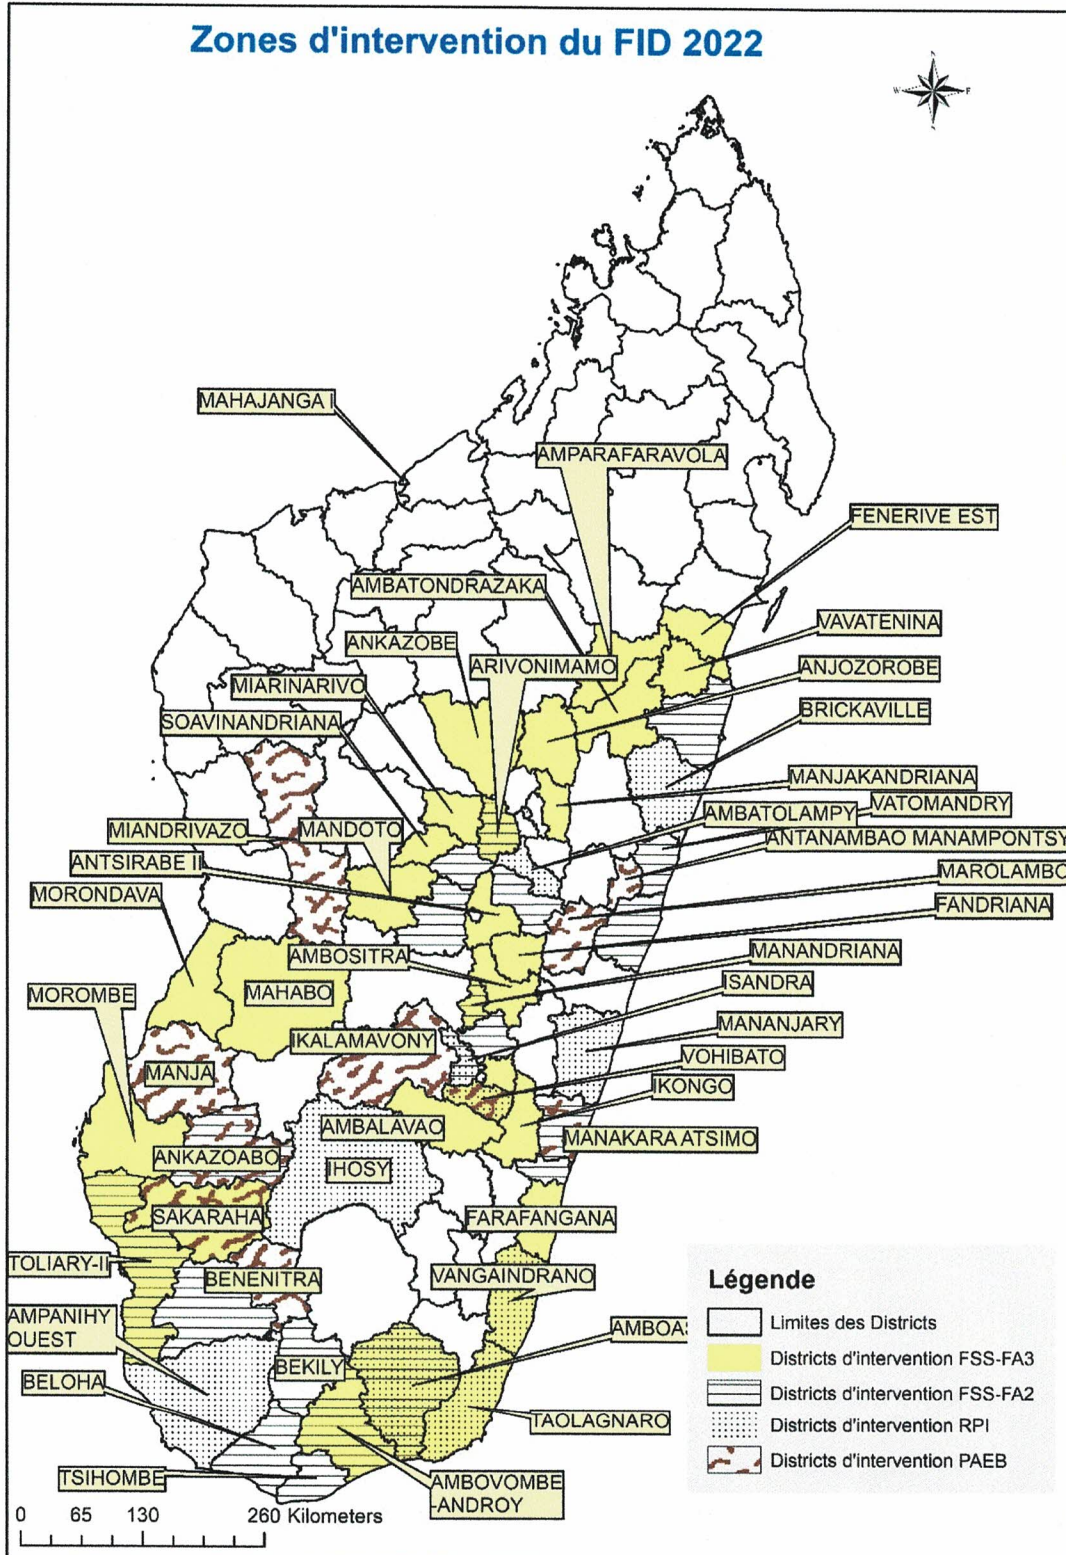 Zones d'intervention du FID 2022
MAHAJANGA I
AMPARAFARAVOLA
FENERIVE EST
AMBATONDRAZAKA
VAVATENINA
ANKAZOBE
ARIVONIMAMO
ANJOZOROBE
MIARINARIVO
SOAVINANDRIANA
BRICKAVILLE
MANJAKANDRIANA
AMBATOLAMPY
VATOMANDRY
MIANDRIVAZO
MANDOTO
ANTANAMBAO MANAMPONTSY
ANTSIRABE II
MAROLAMBO
MORONDAVA
FANDRIANA
AMBOSITRA
MANANDRIANA
MAHABO
ISANDRA
MOROMBE
MANANJARY
IKALAMAVONY
VOHIBATO
MANJA
IKONGO
AMBALAVAO
MANAKARA ATSIMO
ANKAZOABO
IHOSY
SAKARAHA
FARAFANGANA
TOLIARY-II
BENENITRA
VANGAINDRANO
AMPANIHY
OUEST
AMBOAS
BEKILY
BELOHA
TAOLAGNARO
TSIHOMBE
AMBOVOMBE
-ANDROY
Légende
Limites des Districts
Districts d'intervention FSS-FA3
Districts d'intervention FSS-FA2
Districts d'intervention RPI
Districts d'intervention PAEB
0 65 130 260 Kilometers
N
W
S